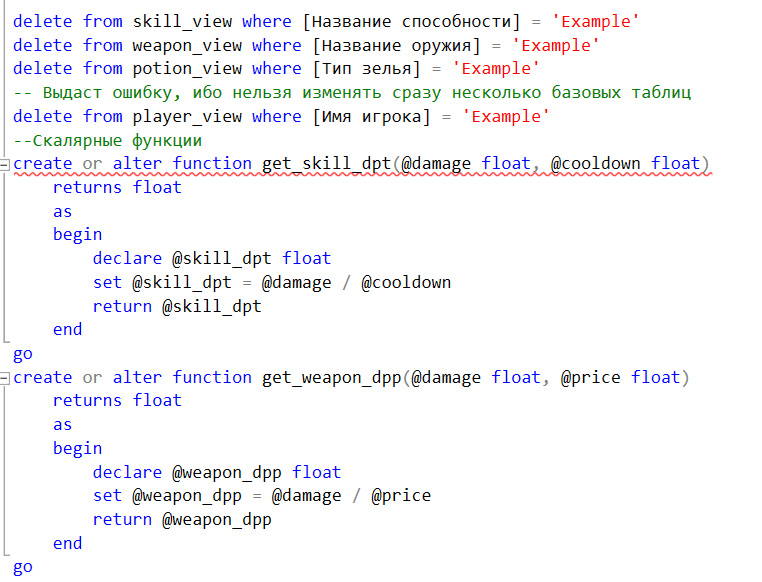 delete from skill_view where [Название способности] = 'Example'
delete from weapon_view where [Название оружия] = 'Example'
delete from potion_view where [Тип зелья] = 'Example'
-- Выдаст ошибку, ибо нельзя изменять сразу несколько базовых таблиц
delete from player_view where [Имя игрока] = 'Example'
--Скалярные функции
create or alter function get_skill_dpt(@damage float, @cooldown float)
    returns float
    as
    begin
        declare @skill_dpt float
        set @skill_dpt = @damage / @cooldown
        return @skill_dpt
    end
go
create or alter function get_weapon_dpp(@damage float, @price float)
    returns float
    as
    begin
        declare @weapon_dpp float
        set @weapon_dpp = @damage / @price
        return @weapon_dpp
    end
go